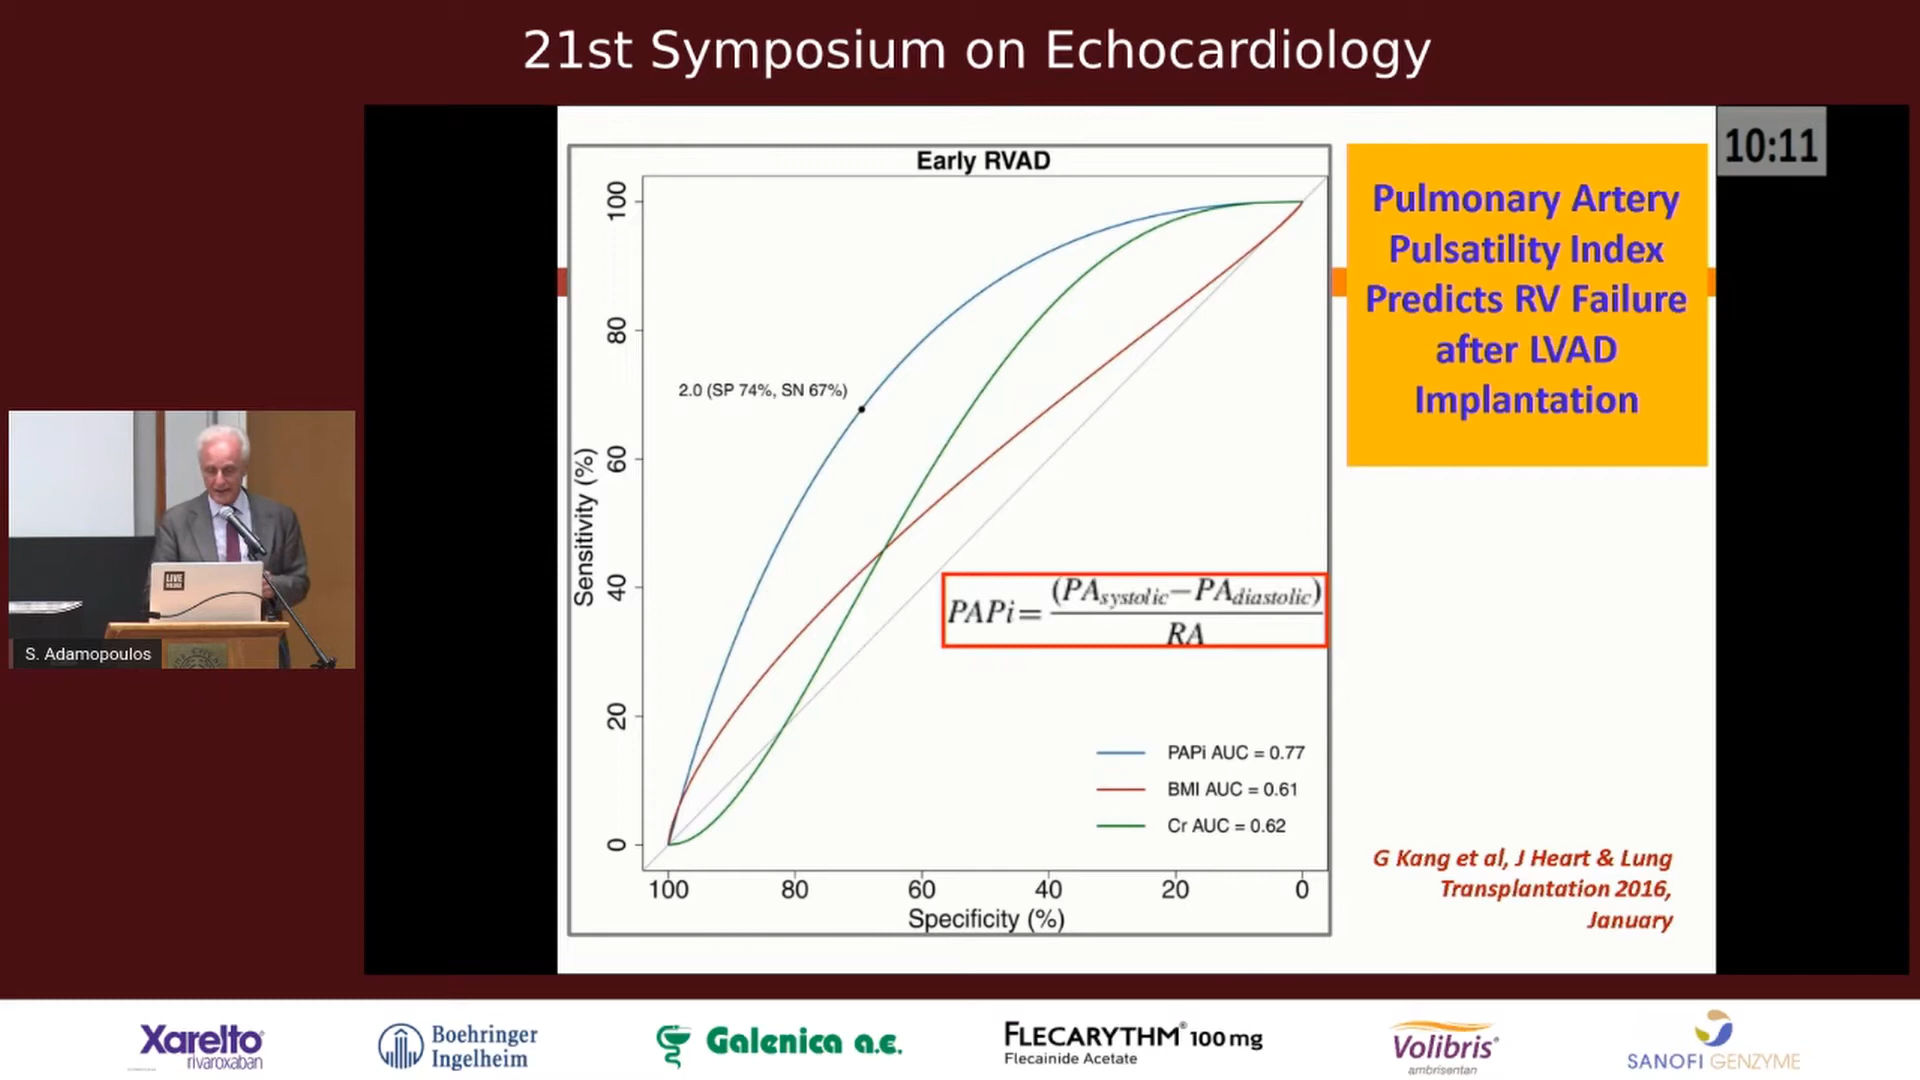 21st Symposium on Echocardiology
10:11
Early RVAD
Pulmonary Artery
Pulsatility Index
Predicts RV Failure
after LVAD
Implantation
100
80
60
40
20
0
Sensitivity (%)
2.0 (SP 74%, SN 67%)
PAPi= (PAsystolic−PAdiastolic)
RA
PAPi AUC = 0.77
BMI AUC = 0.61
Cr AUC = 0.62
100 80 60 40 20 0
Specificity (%)
G Kang et al, J Heart & Lung
Transplantation 2016,
January
LIVE
S. Adamopoulos
Xarelto®
rivaroxaban
Boehringer
Ingelheim
Galenica a.e.
FLECARYTHM® 100 mg
Flecainide Acetate
Volibris®
ambrisentan
SANOFI GENZYME